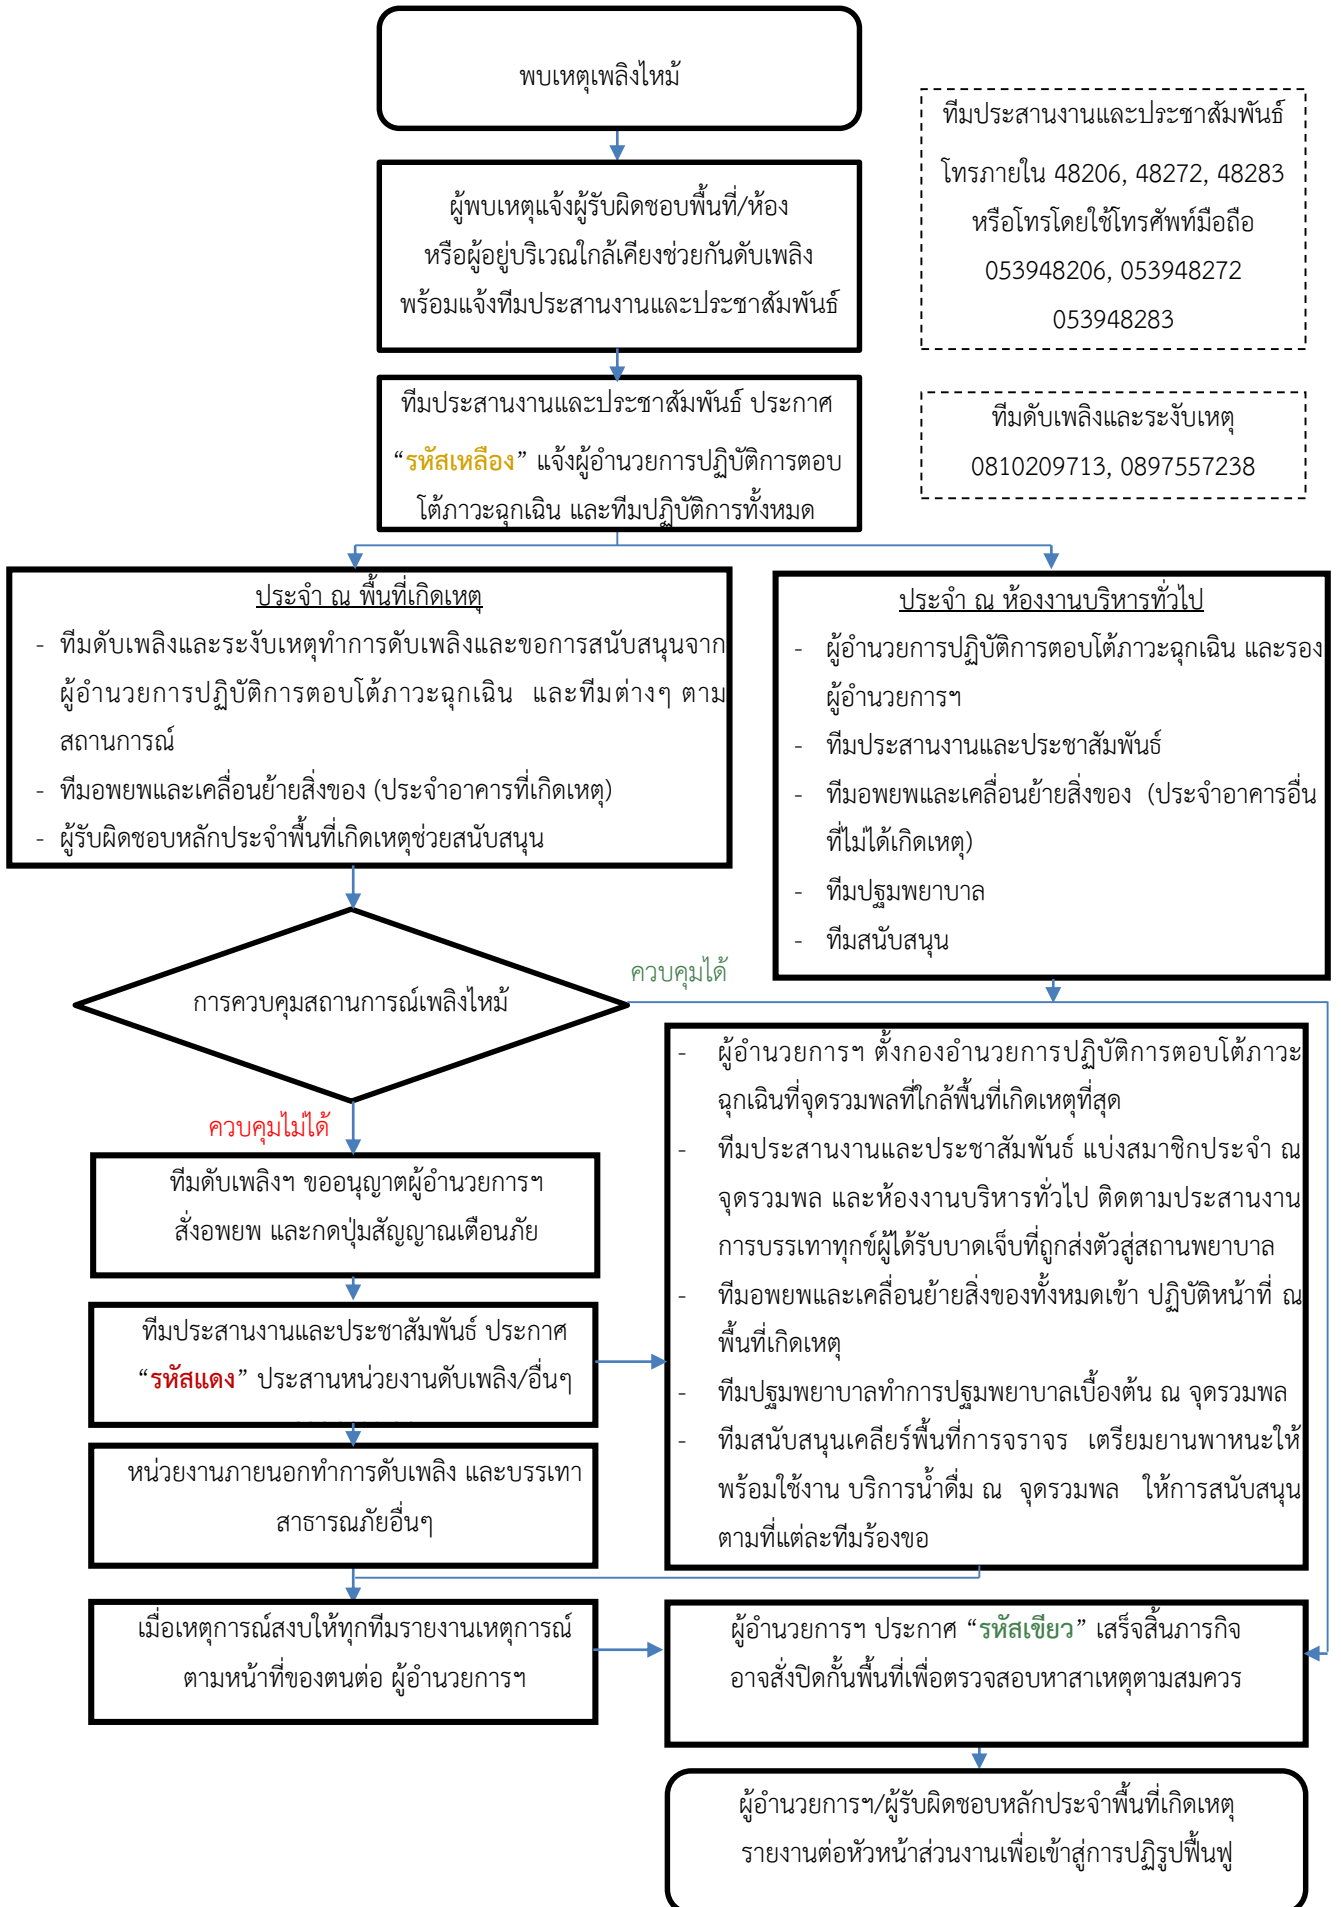 พบเหตุเพลิงไหม้
ทีมประสานงานและประชาสัมพันธ์
โทรภายใน 48206, 48272, 48283
หรือโทรโดยใช้โทรศัพท์มือถือ
053948206, 053948272
053948283
ผู้พบเหตุแจ้งผู้รับผิดชอบพื้นที่/ห้อง
หรือผู้อยู่บริเวณใกล้เคียงช่วยกันดับเพลิง
พร้อมแจ้งทีมประสานงานและประชาสัมพันธ์
ทีมประสานงานและประชาสัมพันธ์ ประกาศ
“รหัสเหลือง” แจ้งผู้อำนวยการปฏิบัติการตอบ
โต้ภาวะฉุกเฉิน และทีมปฏิบัติการทั้งหมด
ทีมดับเพลิงและระงับเหตุ
0810209713, 0897557238
ประจำ ณ พื้นที่เกิดเหตุ
- ทีมดับเพลิงและระงับเหตุทำการดับเพลิงและขอการสนับสนุนจาก
ผู้อำนวยการปฏิบัติการตอบโต้ภาวะฉุกเฉิน และทีมต่างๆ ตาม
สถานการณ์
- ทีมอพยพและเคลื่อนย้ายสิ่งของ (ประจำอาคารที่เกิดเหตุ)
- ผู้รับผิดชอบหลักประจำพื้นที่เกิดเหตุช่วยสนับสนุน
ประจำ ณ ห้องงานบริหารทั่วไป
- ผู้อำนวยการปฏิบัติการตอบโต้ภาวะฉุกเฉิน และรอง
ผู้อำนวยการฯ
- ทีมประสานงานและประชาสัมพันธ์
- ทีมอพยพและเคลื่อนย้ายสิ่งของ (ประจำอาคารอื่น
ที่ไม่ได้เกิดเหตุ)
- ทีมปฐมพยาบาล
- ทีมสนับสนุน
การควบคุมสถานการณ์เพลิงไหม้
ควบคุมได้
ควบคุมไม่ได้
ทีมดับเพลิงฯ ขออนุญาตผู้อำนวยการฯ
สั่งอพยพ และกดปุ่มสัญญาณเตือนภัย
ทีมประสานงานและประชาสัมพันธ์ ประกาศ
“รหัสแดง” ประสานหน่วยงานดับเพลิง/อื่นๆ
หน่วยงานภายนอกทำการดับเพลิง และบรรเทา
สาธารณภัยอื่นๆ
- ผู้อำนวยการฯ ตั้งกองอำนวยการปฏิบัติการตอบโต้ภาวะ
ฉุกเฉินที่จุดรวมพลที่ใกล้พื้นที่เกิดเหตุที่สุด
- ทีมประสานงานและประชาสัมพันธ์ แบ่งสมาชิกประจำ ณ
จุดรวมพล และห้องงานบริหารทั่วไป ติดตามประสานงาน
การบรรเทาทุกข์ผู้ได้รับบาดเจ็บที่ถูกส่งตัวสู่สถานพยาบาล
- ทีมอพยพและเคลื่อนย้ายสิ่งของทั้งหมดเข้า ปฏิบัติหน้าที่ ณ
พื้นที่เกิดเหตุ
- ทีมปฐมพยาบาลทำการปฐมพยาบาลเบื้องต้น ณ จุดรวมพล
- ทีมสนับสนุนเคลียร์พื้นที่การจราจร เตรียมยานพาหนะให้
พร้อมใช้งาน บริการน้ำดื่ม ณ จุดรวมพล ให้การสนับสนุน
ตามที่แต่ละทีมร้องขอ
เมื่อเหตุการณ์สงบให้ทุกทีมรายงานเหตุการณ์
ตามหน้าที่ของตนต่อ ผู้อำนวยการฯ
ผู้อำนวยการฯ ประกาศ “รหัสเขียว” เสร็จสิ้นภารกิจ
อาจสั่งปิดกั้นพื้นที่เพื่อตรวจสอบหาสาเหตุตามสมควร
ผู้อำนวยการฯ/ผู้รับผิดชอบหลักประจำพื้นที่เกิดเหตุ
รายงานต่อหัวหน้าส่วนงานเพื่อเข้าสู่การปฏิรูปฟื้นฟู